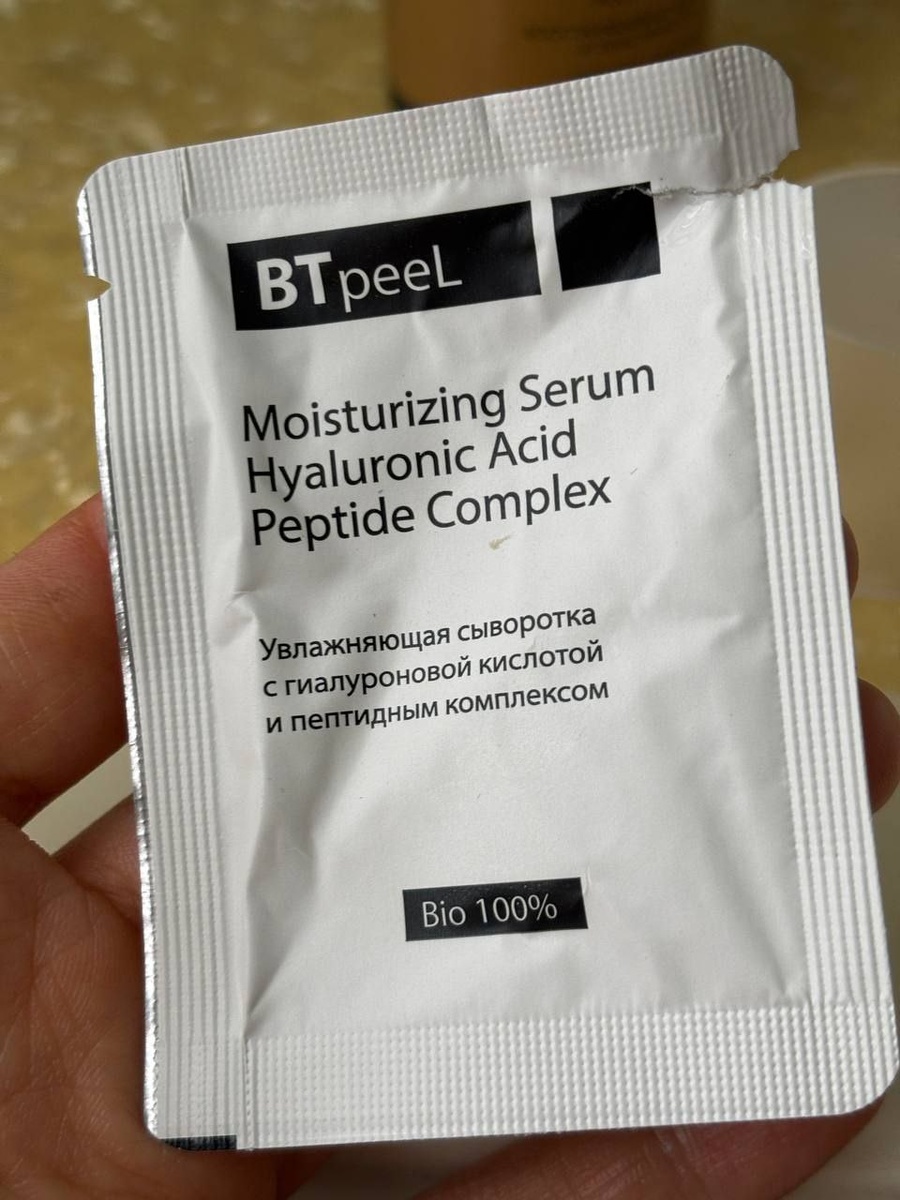 BTpeeL
Moisturizing Serum
Hyaluronic Acid
Peptide Complex
Увлажняющая сыворотка
с гиалуроновой кислотой
и пептидным комплексом
Bio 100%